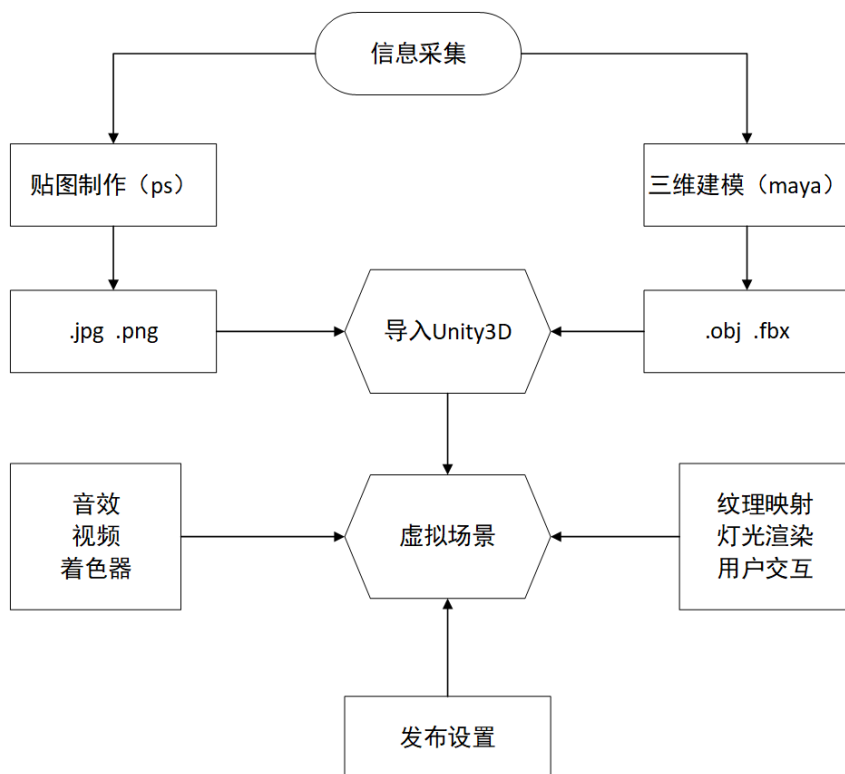 信息采集
贴图制作（ps）
三维建模（maya）
.jpg .png
导入Unity3D
.obj .fbx
音效
视频
着色器
虚拟场景
纹理映射
灯光渲染
用户交互
发布设置